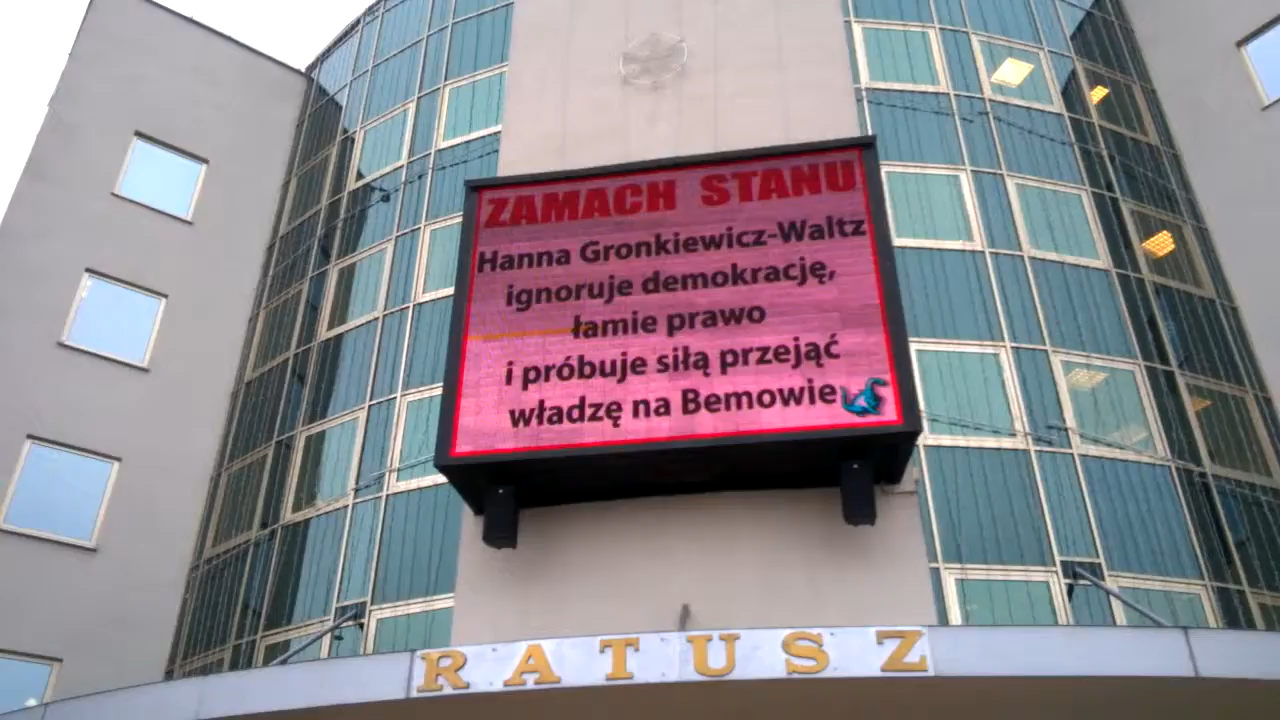 ZAMACH STANU
Hanna Gronkiewicz-Waltz
ignoruje demokrację,
łamie prawo
i próbuje siłą przejąć
władzę na Bemowie
RATUSZ